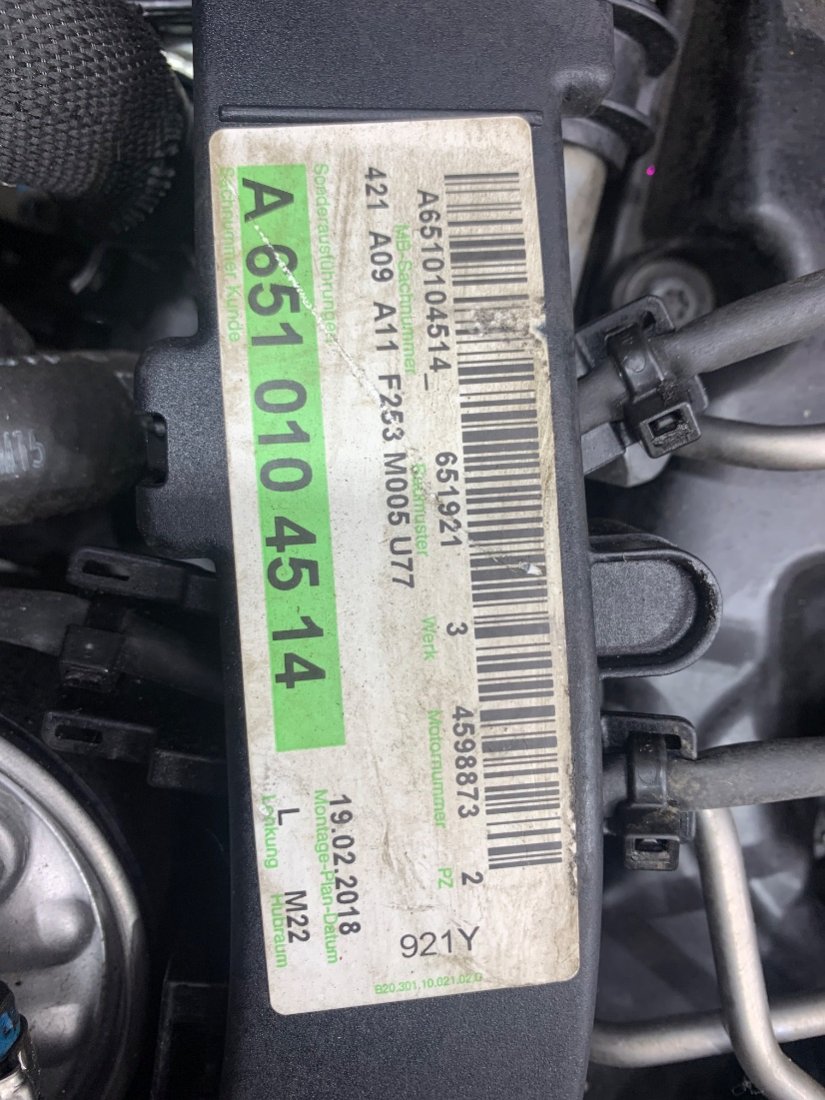 A6510104514_ 651921 3 4598873 2
MB-Sachnummer Baumuster Werk Motornummer PZ
421 A09 A11 F253 M005 U77
921Y
Sonderausführungen
19.02.2018
Montage-Plan-Datum
A 651 010 45 14
L M22
Sachnummer Kunde Lenkung Hubraum
B20.301.10.021.02.G